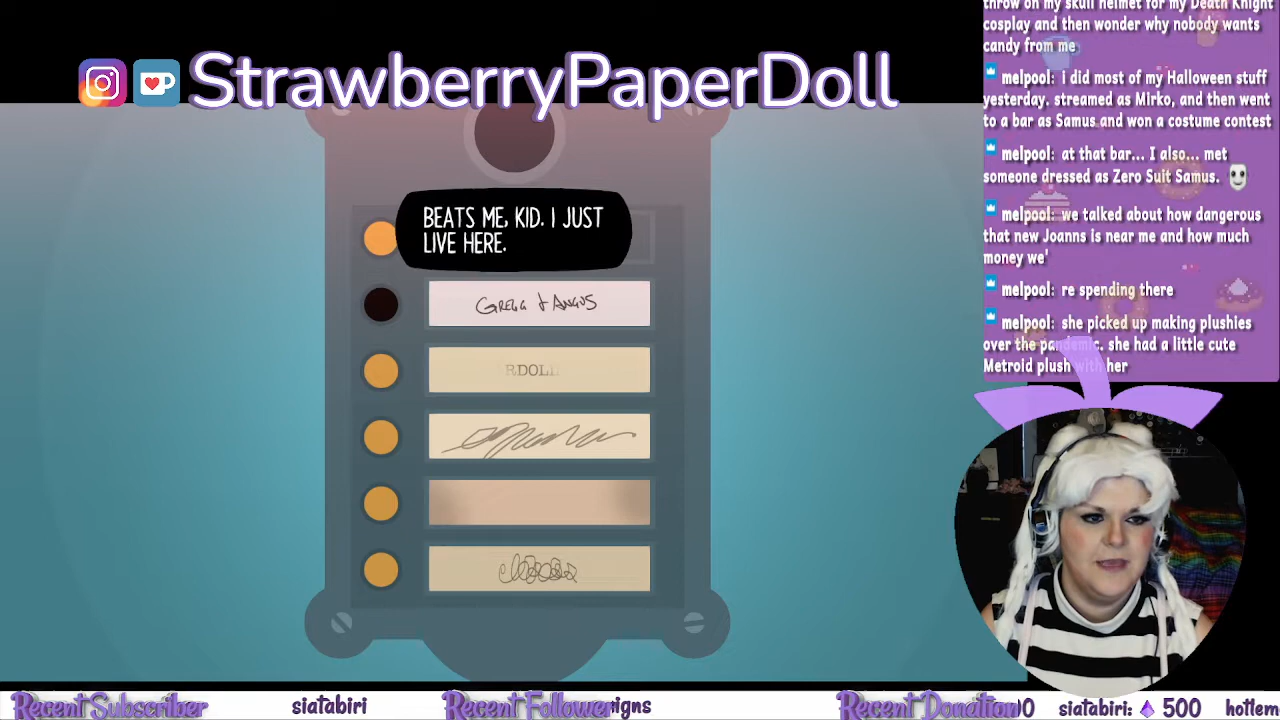 StrawberryPaperDoll
BEATS ME, KID. I JUST
LIVE HERE.
GREGG + ANGUS
RDOL
throw on my skull helmet for my Death Knight
cosplay and then wonder why nobody wants
candy from me
melpool: i did most of my Halloween stuff
yesterday. streamed as Mirko, and then went
to a bar as Samus and won a costume contest
melpool: at that bar... I also... met
someone dressed as Zero Suit Samus.
melpool: we talked about how dangerous
that new Joanns is near me and how much
money we'
melpool: re spending there
melpool: she picked up making plushies
over the pandemic. she had a little cute
Metroid plush with her
Recent Subscriber siatabiri Recent Follower igns Recent Donation 0 siatabiri: 500 hotlem